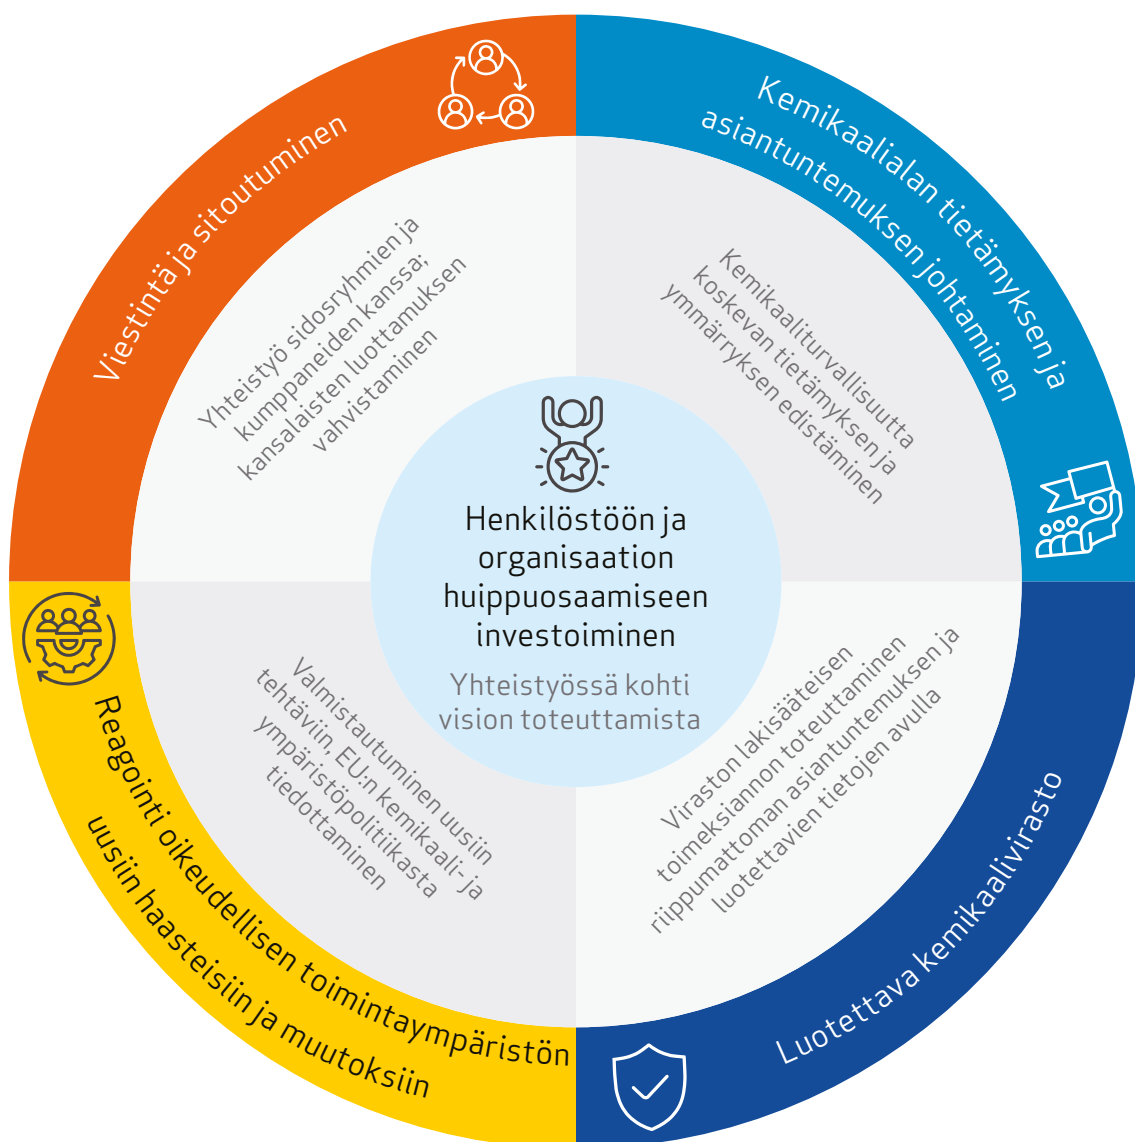 Viestintä ja sitoutuminen
Yhteistyö sidosryhmien ja
kumppaneiden kanssa;
kansalaisten luottamuksen
vahvistaminen
Kemikaalialan tietämyksen ja
asiantuntemuksen johtaminen
Kemikaaliturvallisuutta
koskevan tietämyksen ja
ymmärryksen edistäminen
Henkilöstöön ja
organisaation
huippuosaamiseen
investoiminen
Yhteistyössä kohti
vision toteuttamista
Reagointi oikeudellisen toimintaympäristön
uusiin haasteisiin ja muutoksiin
Valmistautuminen uusiin
tehtäviin, EU:n kemikaali- ja
ympäristöpolitiikasta
tiedottaminen
Viraston lakisääteisen
toimeksiannon toteuttaminen
riippumattoman asiantuntemuksen ja
luotettavien tietojen avulla
Luotettava kemikaalivirasto